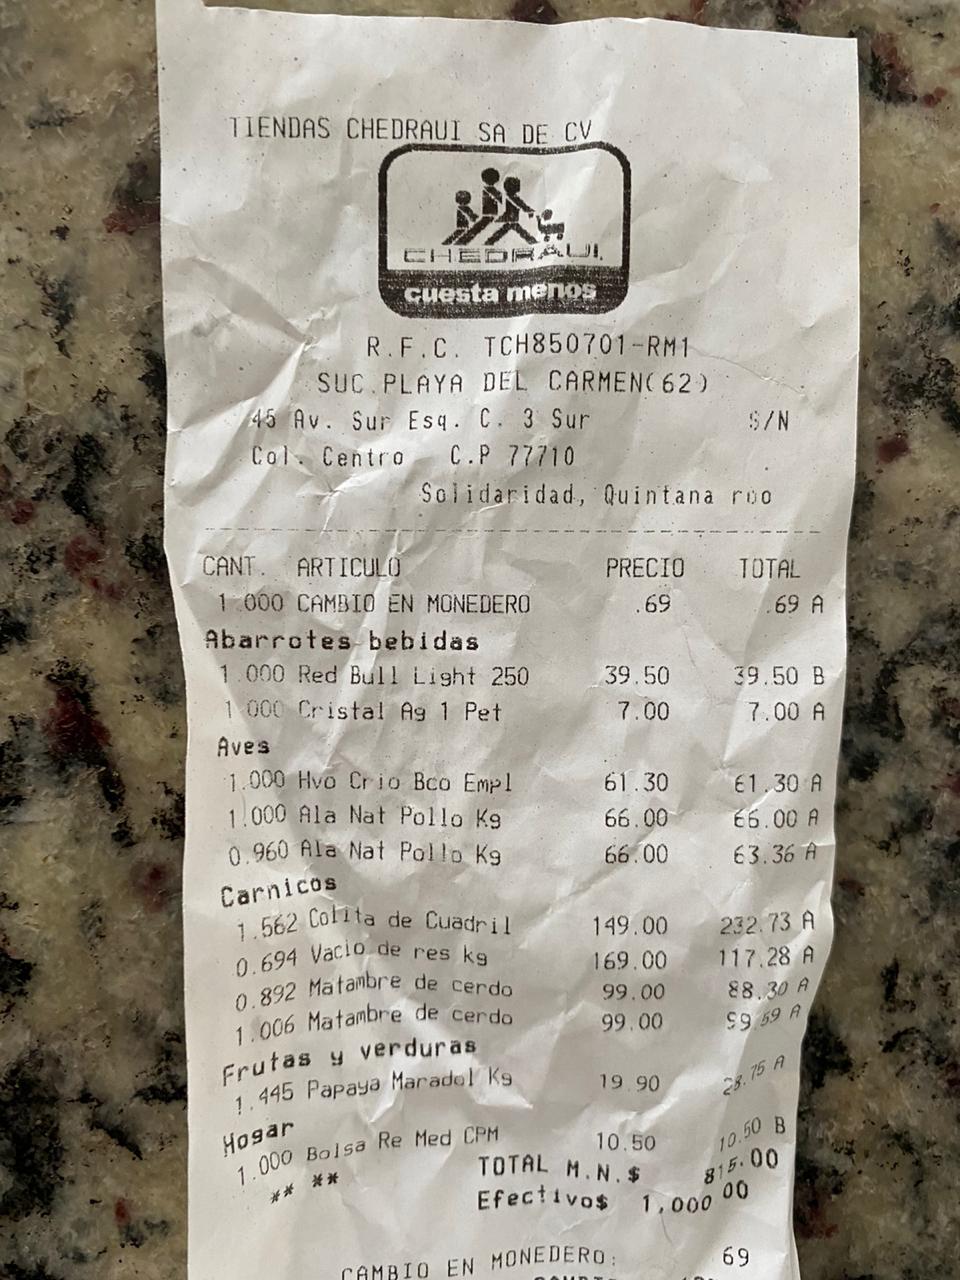 TIENDAS CHEDRAUI SA DE CV
CHEDRAUI
cuesta menos
R.F.C. TCH850701-RM1
SUC.PLAYA DEL CARMEN(62)
45 Av. Sur Esq. C. 3 Sur S/N
Col. Centro C.P 77710
Solidaridad, Quintana roo
CANT. ARTICULO PRECIO TOTAL
1.000 CAMBIO EN MONEDERO .69 .69 A
Abarrotes bebidas
1.000 Red Bull Light 250 39.50 39.50 B
1.000 Cristal Ag 1 Pet 7.00 7.00 A
Aves
1.000 Hvo Crio Bco Empl 61.30 61.30 A
1.000 Ala Nat Pollo Kg 66.00 66.00 A
0.960 Ala Nat Pollo Kg 66.00 63.36 A
Carnicos
1.562 Colita de Cuadril 149.00 232.73 A
0.694 Vacio de res kg 169.00 117.28 A
0.892 Matambre de cerdo 99.00 88.30 A
1.006 Matambre de cerdo 99.00 99.59 A
Frutas y verduras
1.445 Papaya Maradol Kg 19.90 28.75 A
Hogar
1.000 Bolsa Re Med CPM 10.50 10.50 B
** ** TOTAL M.N.$ 815.00
Efectivo$ 1,000.00
CAMBIO EN MONEDERO: 69